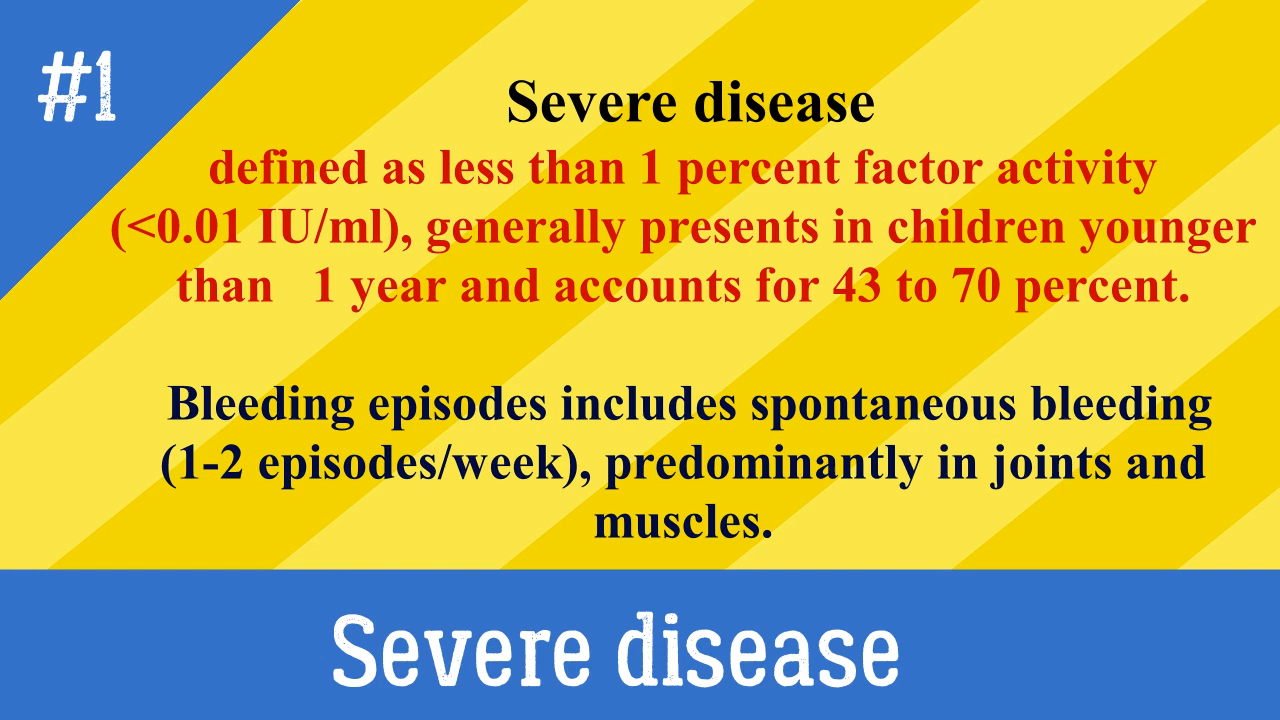 #1
Severe disease
defined as less than 1 percent factor activity
(<0.01 IU/ml), generally presents in children younger
than 1 year and accounts for 43 to 70 percent.
Bleeding episodes includes spontaneous bleeding
(1-2 episodes/week), predominantly in joints and
muscles.
Severe disease